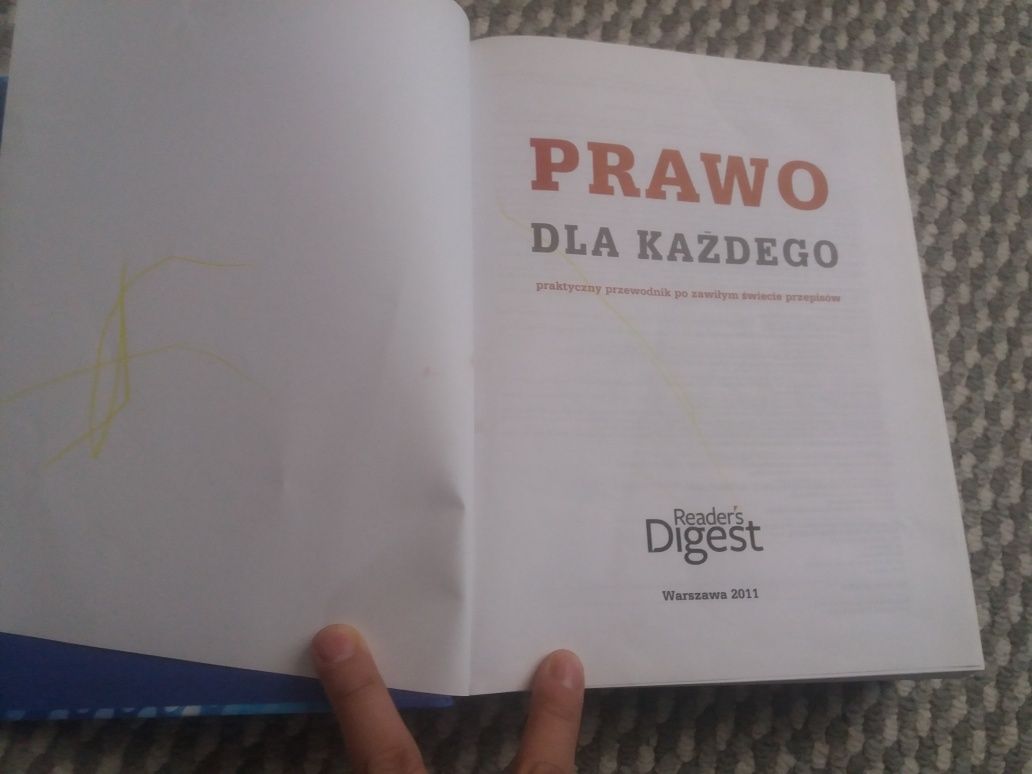 PRAWO
DLA KAŻDEGO
praktyczny przewodnik po zawiłym świecie przepisów
Reader's
Digest
Warszawa 2011